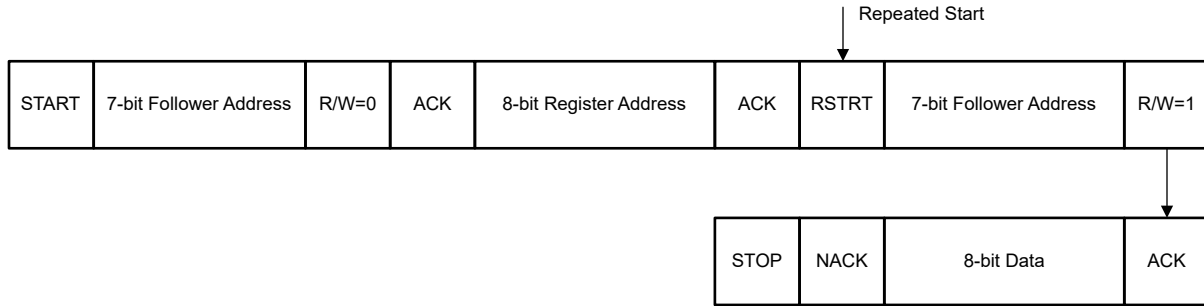 Repeated Start
START 7-bit Follower Address R/W=0 ACK 8-bit Register Address ACK RSTRT 7-bit Follower Address R/W=1
STOP NACK 8-bit Data ACK